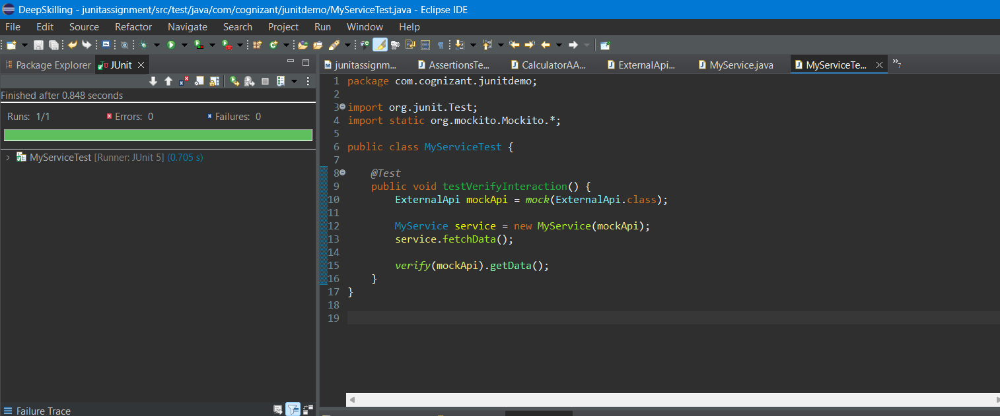 DeepSkilling - junitassignment/src/test/java/com/cognizant/junitdemo/MyServiceTest.java - Eclipse IDE
File Edit Source Refactor Navigate Search Project Run Window Help
Package Explorer JUnit
junitassignm... AssertionsTe... CalculatorAA... ExternalApi... MyService.java MyServiceTe... »7
Finished after 0.848 seconds
Runs: 1/1 Errors: 0 Failures: 0
MyServiceTest [Runner: JUnit 5] (0.705 s)
1 package com.cognizant.junitdemo;
2
3 import org.junit.Test;
4 import static org.mockito.Mockito.*;
5
6 public class MyServiceTest {
7
8     @Test
9     public void testVerifyInteraction() {
10         ExternalApi mockApi = mock(ExternalApi.class);
11
12         MyService service = new MyService(mockApi);
13         service.fetchData();
14
15         verify(mockApi).getData();
16     }
17 }
18
19
Failure Trace